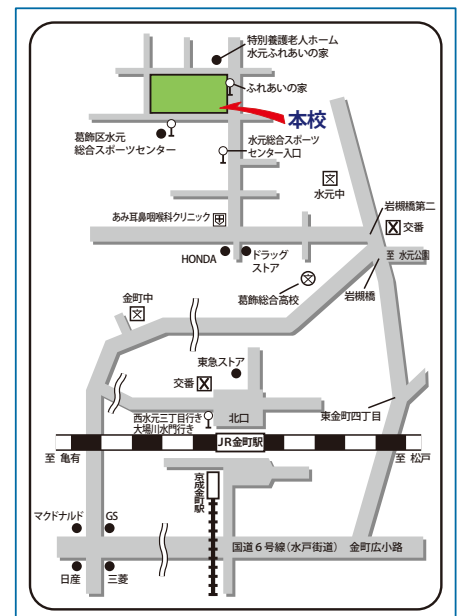 特別養護老人ホーム
水元ふれあいの家
ふれあいの家
本校
葛飾区水元
総合スポーツセンター
水元総合スポーツ
センター入口
水元中
岩槻橋第二
あみ耳鼻咽喉科クリニック
交番
HONDA
ドラッグ
ストア
至 水元公園
葛飾総合高校
岩槻橋
金町中
東急ストア
交番
西水元三丁目行き
大場川水門行き
北口
東金町四丁目
JR金町駅
至 亀有
至 松戸
京成金町駅
マクドナルド
GS
国道6号線(水戸街道)
金町広小路
日産
三菱